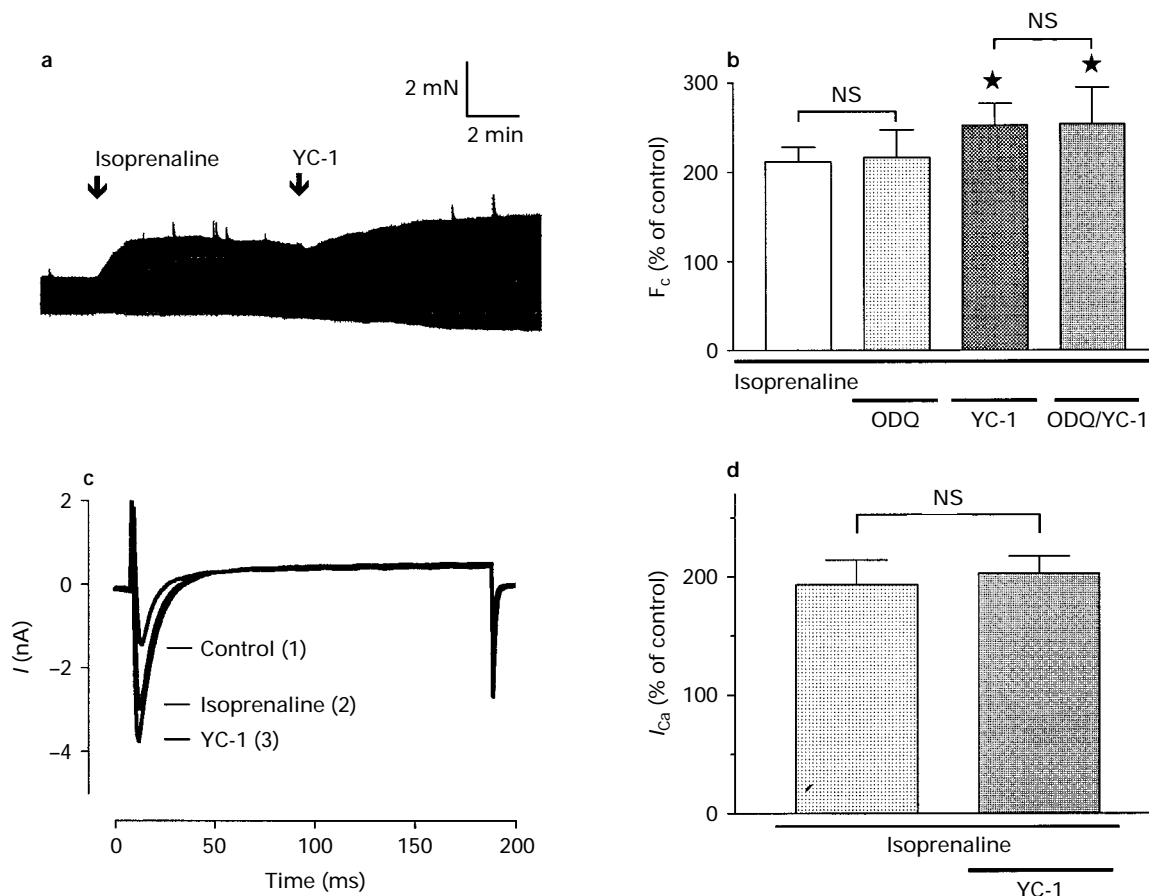 a
2 mN
2 min
Isoprenaline
YC-1
b
NS
NS
300
200
100
0
Fc (% of control)
Isoprenaline
ODQ
YC-1
ODQ/YC-1
c
2
0
−2
−4
I (nA)
Control (1)
Isoprenaline (2)
YC-1 (3)
0 50 100 150 200
Time (ms)
d
NS
200
100
0
ICa (% of control)
Isoprenaline
YC-1